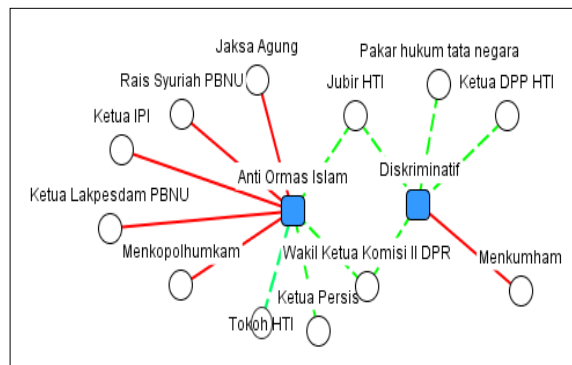 Jaksa Agung
Pakar hukum tata negara
Rais Syuriah PBNU
Jubir HTI
Ketua DPP HTI
Ketua IPI
Anti Ormas Islam
Diskriminatif
Ketua Lakpesdam PBNU
Menkopolhumkam
Wakil Ketua Komisi II DPR
Menkumham
Ketua Persis
Tokoh HTI